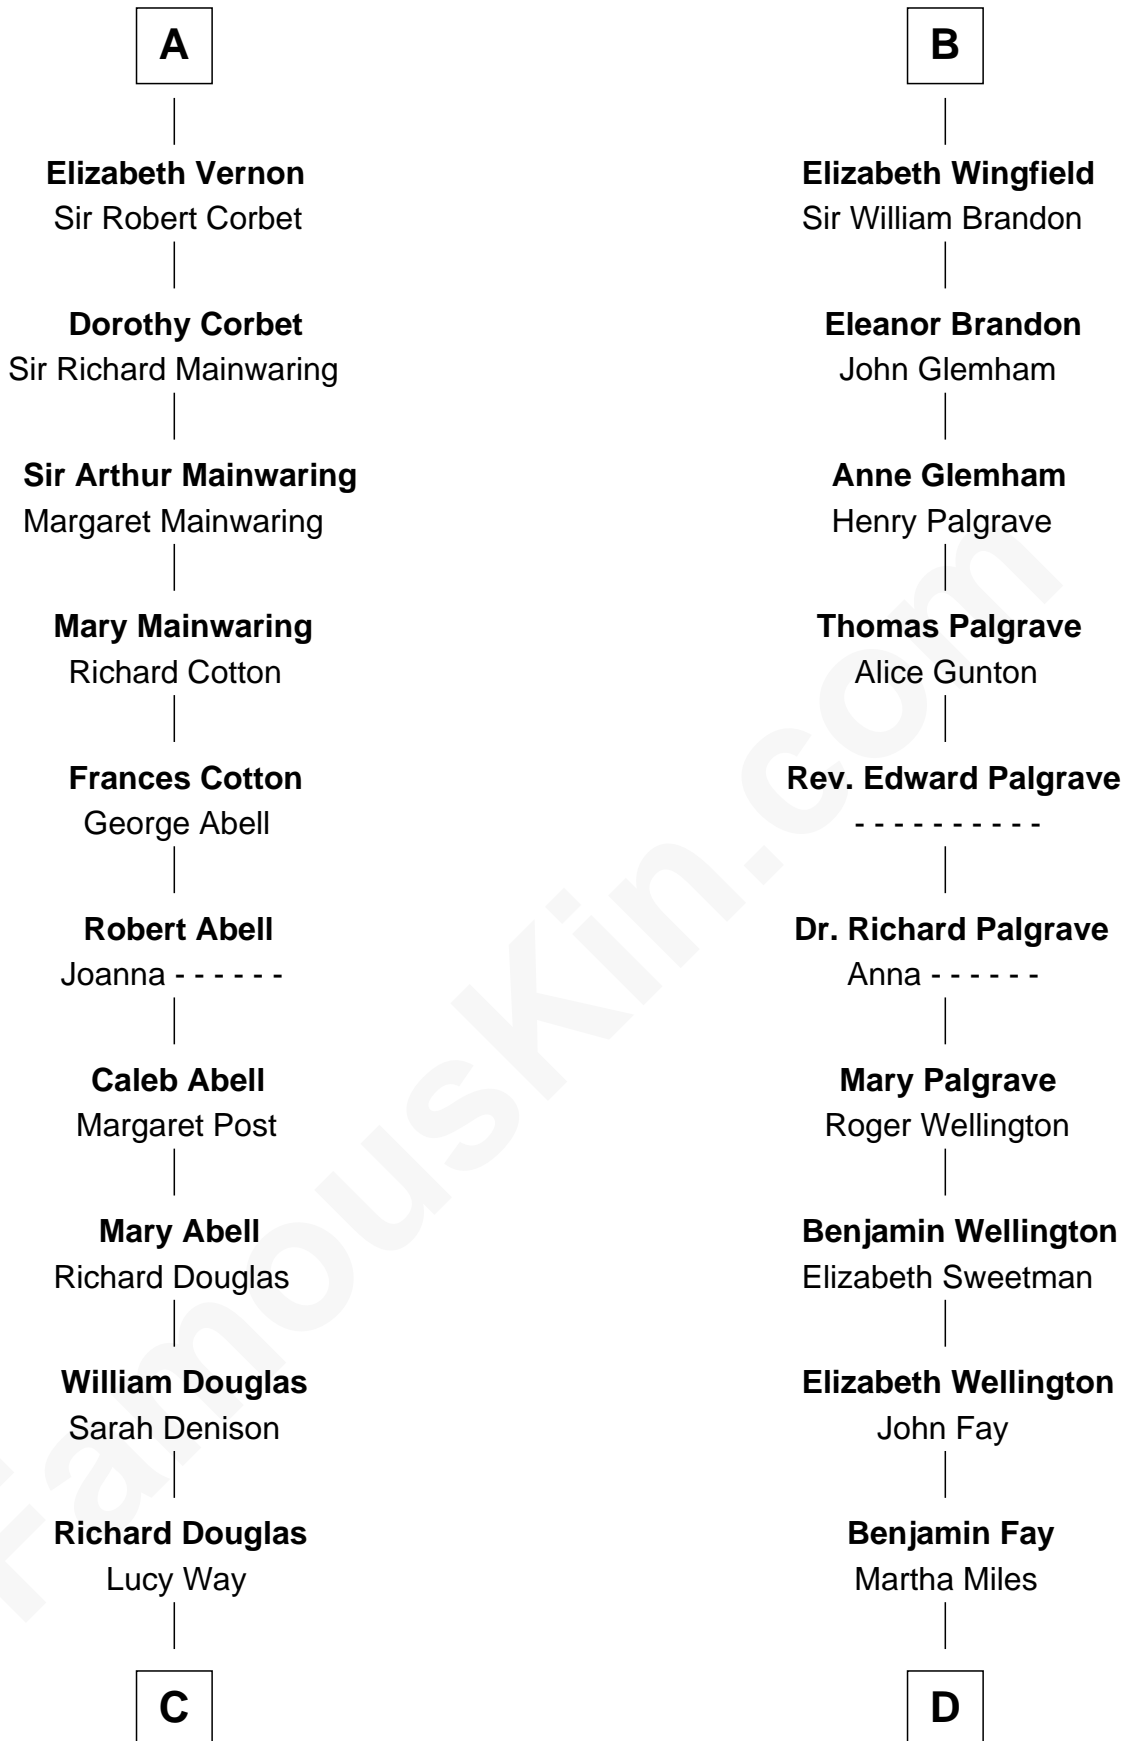 A
Elizabeth Vernon
Sir Robert Corbet
Dorothy Corbet
Sir Richard Mainwaring
Sir Arthur Mainwaring
Margaret Mainwaring
Mary Mainwaring
Richard Cotton
Frances Cotton
George Abell
Robert Abell
Joanna - - - - - -
Caleb Abell
Margaret Post
Mary Abell
Richard Douglas
William Douglas
Sarah Denison
Richard Douglas
Lucy Way
C
B
Elizabeth Wingfield
Sir William Brandon
Eleanor Brandon
John Glemham
Anne Glemham
Henry Palgrave
Thomas Palgrave
Alice Gunton
Rev. Edward Palgrave
- - - - - - - - - -
Dr. Richard Palgrave
Anna - - - - - -
Mary Palgrave
Roger Wellington
Benjamin Wellington
Elizabeth Sweetman
Elizabeth Wellington
John Fay
Benjamin Fay
Martha Miles
D
FamousKin.com